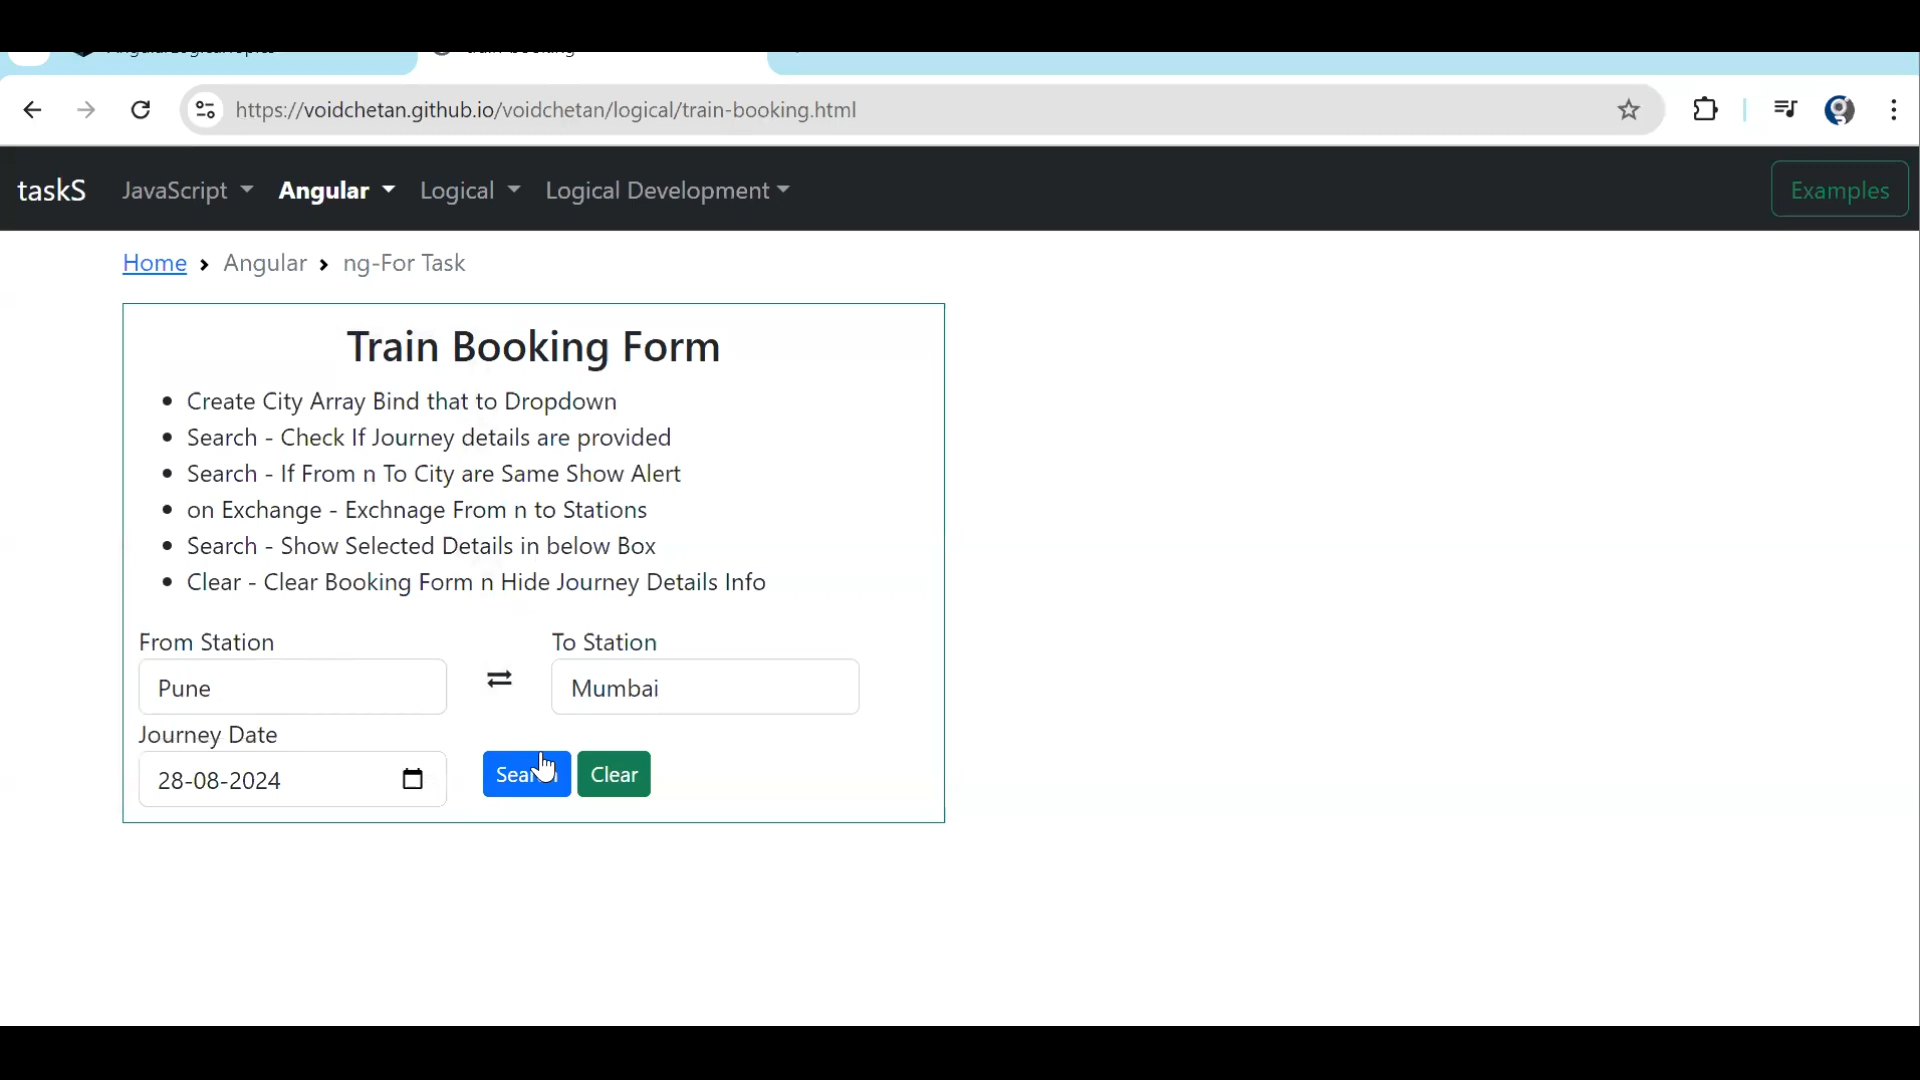 https://voidchetan.github.io/voidchetan/logical/train-booking.html
taskS JavaScript Angular Logical Logical Development Examples
Home Angular ng-For Task
Train Booking Form
Create City Array Bind that to Dropdown
Search - Check If Journey details are provided
Search - If From n To City are Same Show Alert
on Exchange - Exchnage From n to Stations
Search - Show Selected Details in below Box
Clear - Clear Booking Form n Hide Journey Details Info
From Station To Station
Pune Mumbai
Journey Date
28-08-2024 Search Clear